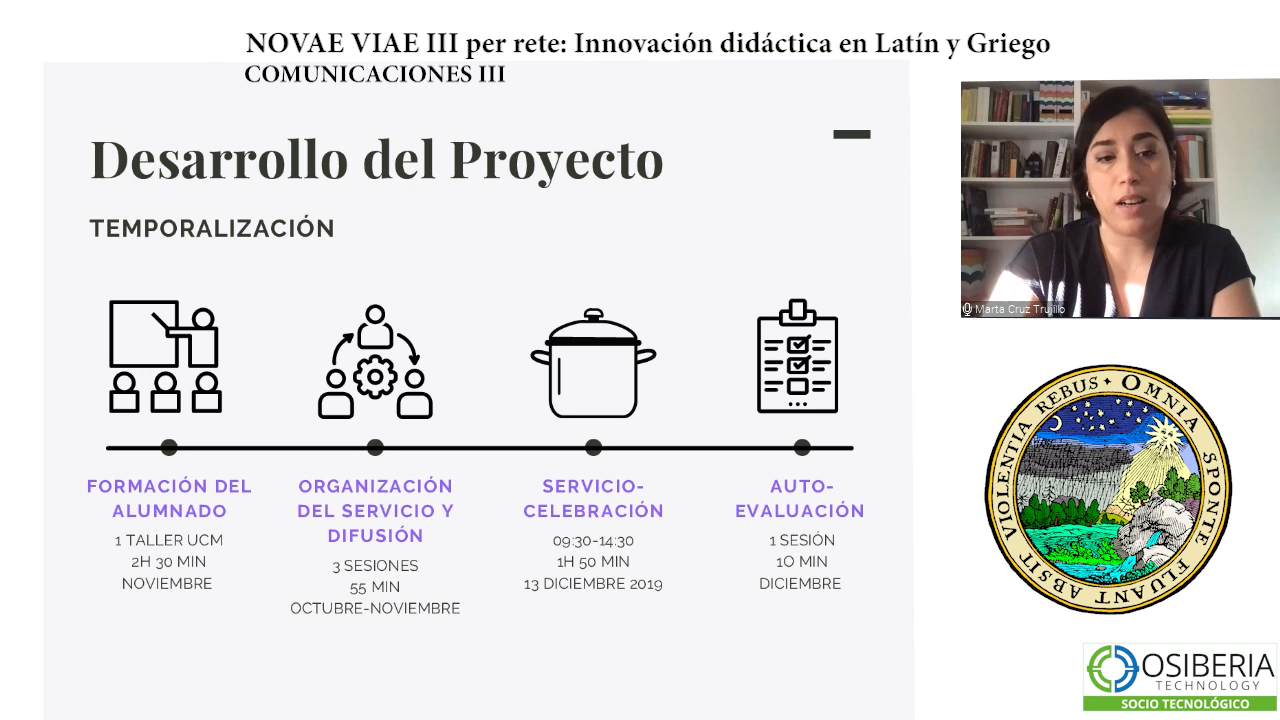 NOVAE VIAE III per rete: Innovación didáctica en Latín y Griego
COMUNICACIONES III
Desarrollo del Proyecto
TEMPORALIZACIÓN
FORMACIÓN DEL
ALUMNADO
1 TALLER UCM
2H 30 MIN
NOVIEMBRE
ORGANIZACIÓN
DEL SERVICIO Y
DIFUSIÓN
3 SESIONES
55 MIN
OCTUBRE-NOVIEMBRE
SERVICIO-
CELEBRACIÓN
09:30-14:30
1H 50 MIN
13 DICIEMBRE 2019
AUTO-
EVALUACIÓN
1 SESIÓN
1O MIN
DICIEMBRE
Marta Cruz Trujillo
OMNIA SPONTE FLUANT ABSIT VIOLENTIA REBUS
OSIBERIA
TECHNOLOGY
SOCIO TECNOLÓGICO